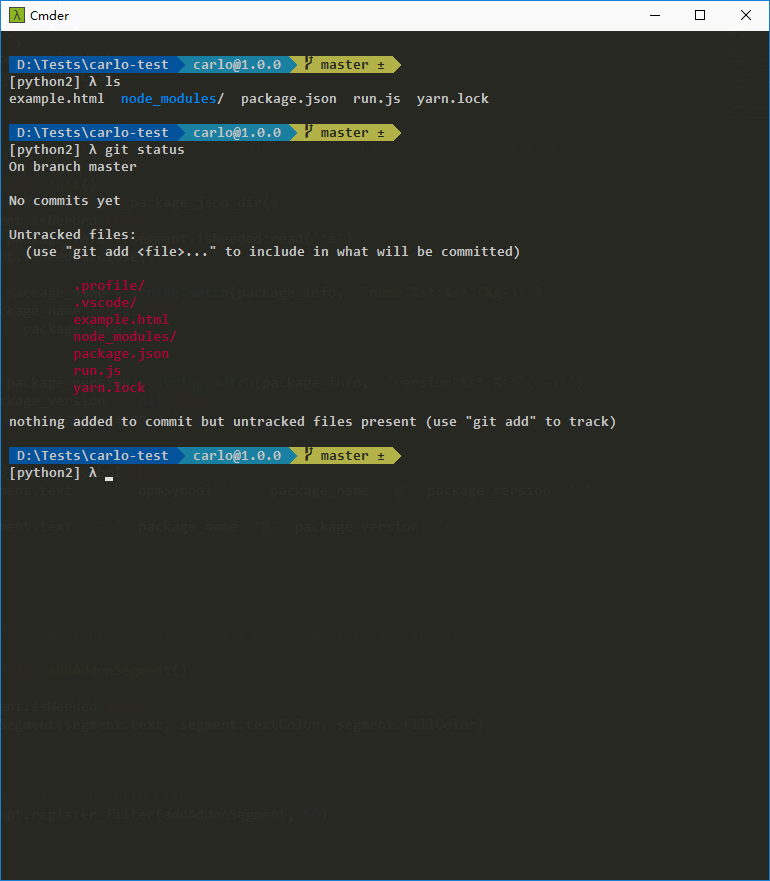 λ Cmder
D:\Tests\carlo-test carlo@1.0.0 master ±
[python2] λ ls
example.html node_modules/ package.json run.js yarn.lock
D:\Tests\carlo-test carlo@1.0.0 master ±
[python2] λ git status
On branch master
No commits yet
Untracked files:
(use "git add <file>..." to include in what will be committed)
.profile/
.vscode/
example.html
node_modules/
package.json
run.js
yarn.lock
nothing added to commit but untracked files present (use "git add" to track)
D:\Tests\carlo-test carlo@1.0.0 master ±
[python2] λ